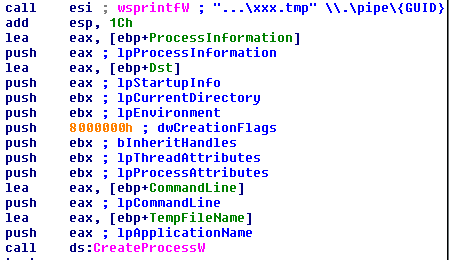 call esi ; wsprintfW ; "...\xxx.tmp" \\.\pipe\{GUID}
add esp, 1Ch
lea eax, [ebp+ProcessInformation]
push eax ; lpProcessInformation
lea eax, [ebp+Dst]
push eax ; lpStartupInfo
push ebx ; lpCurrentDirectory
push ebx ; lpEnvironment
push 8000000h ; dwCreationFlags
push ebx ; bInheritHandles
push ebx ; lpThreadAttributes
push ebx ; lpProcessAttributes
lea eax, [ebp+CommandLine]
push eax ; lpCommandLine
lea eax, [ebp+TempFileName]
push eax ; lpApplicationName
call ds:CreateProcessW